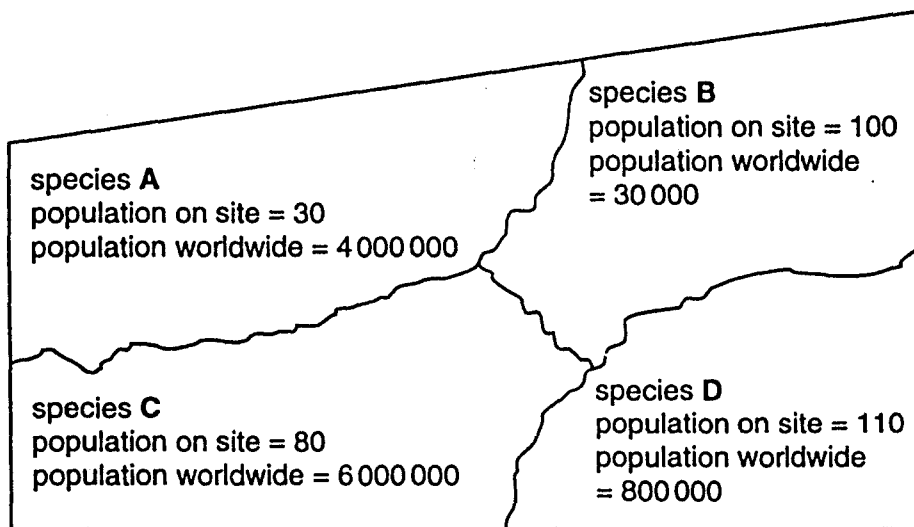 species A
population on site = 30
population worldwide = 4 000 000
species B
population on site = 100
population worldwide
= 30 000
species C
population on site = 80
population worldwide = 6 000 000
species D
population on site = 110
population worldwide
= 800 000